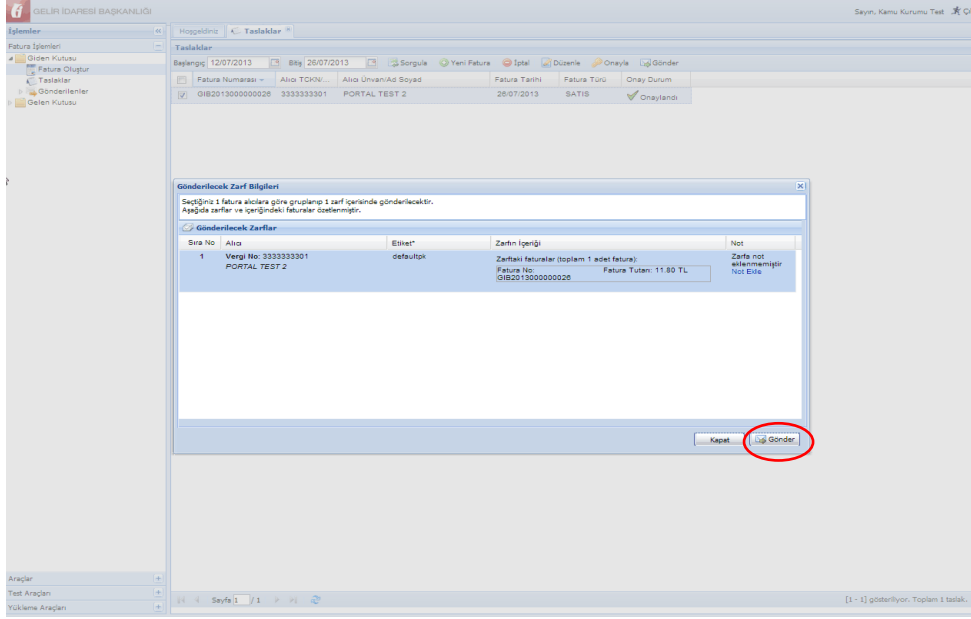 GELİR İDARESİ BAŞKANLIĞI
Sayın. Kamu Kurumu Test
İşlemler
Hoşgeldiniz Taslaklar
Fatura İşlemleri
Taslaklar
Giden Kutusu
Fatura Oluştur
Taslaklar
Gönderilenler
Gelen Kutusu
Başlangıç 12/07/2013 Bitiş 26/07/2013 Sorgula Yeni Fatura İptal Düzenle Onayla Gönder
Fatura Numarası Alıcı TCKN/... Alıcı Ünvan/Ad Soyad Fatura Tarihi Fatura Türü Onay Durum
GIB2013000000026 3333333301 PORTAL TEST 2 26/07/2013 SATIS Onaylandı
Gönderilecek Zarf Bilgileri
Seçtiğiniz 1 fatura alıcılara göre gruplanıp 1 zarf içerisinde gönderilecektir.
Aşağıda zarflar ve içeriğindeki faturalar özetlenmiştir.
Gönderilecek Zarflar
Sıra No Alıcı Etiket* Zarfın İçeriği Not
1 Vergi No: 3333333301 defaultpk Zarftaki faturalar (toplam 1 adet fatura): Zarfa not
PORTAL TEST 2 Fatura No: Fatura Tutarı: 11.80 TL eklenmemiştir
GIB2013000000026 Not Ekle
Kapat Gönder
Araçlar
Test Araçları
Yükleme Araçları
Sayfa 1 / 1
[1 - 1] gösteriliyor. Toplam 1 taslak.